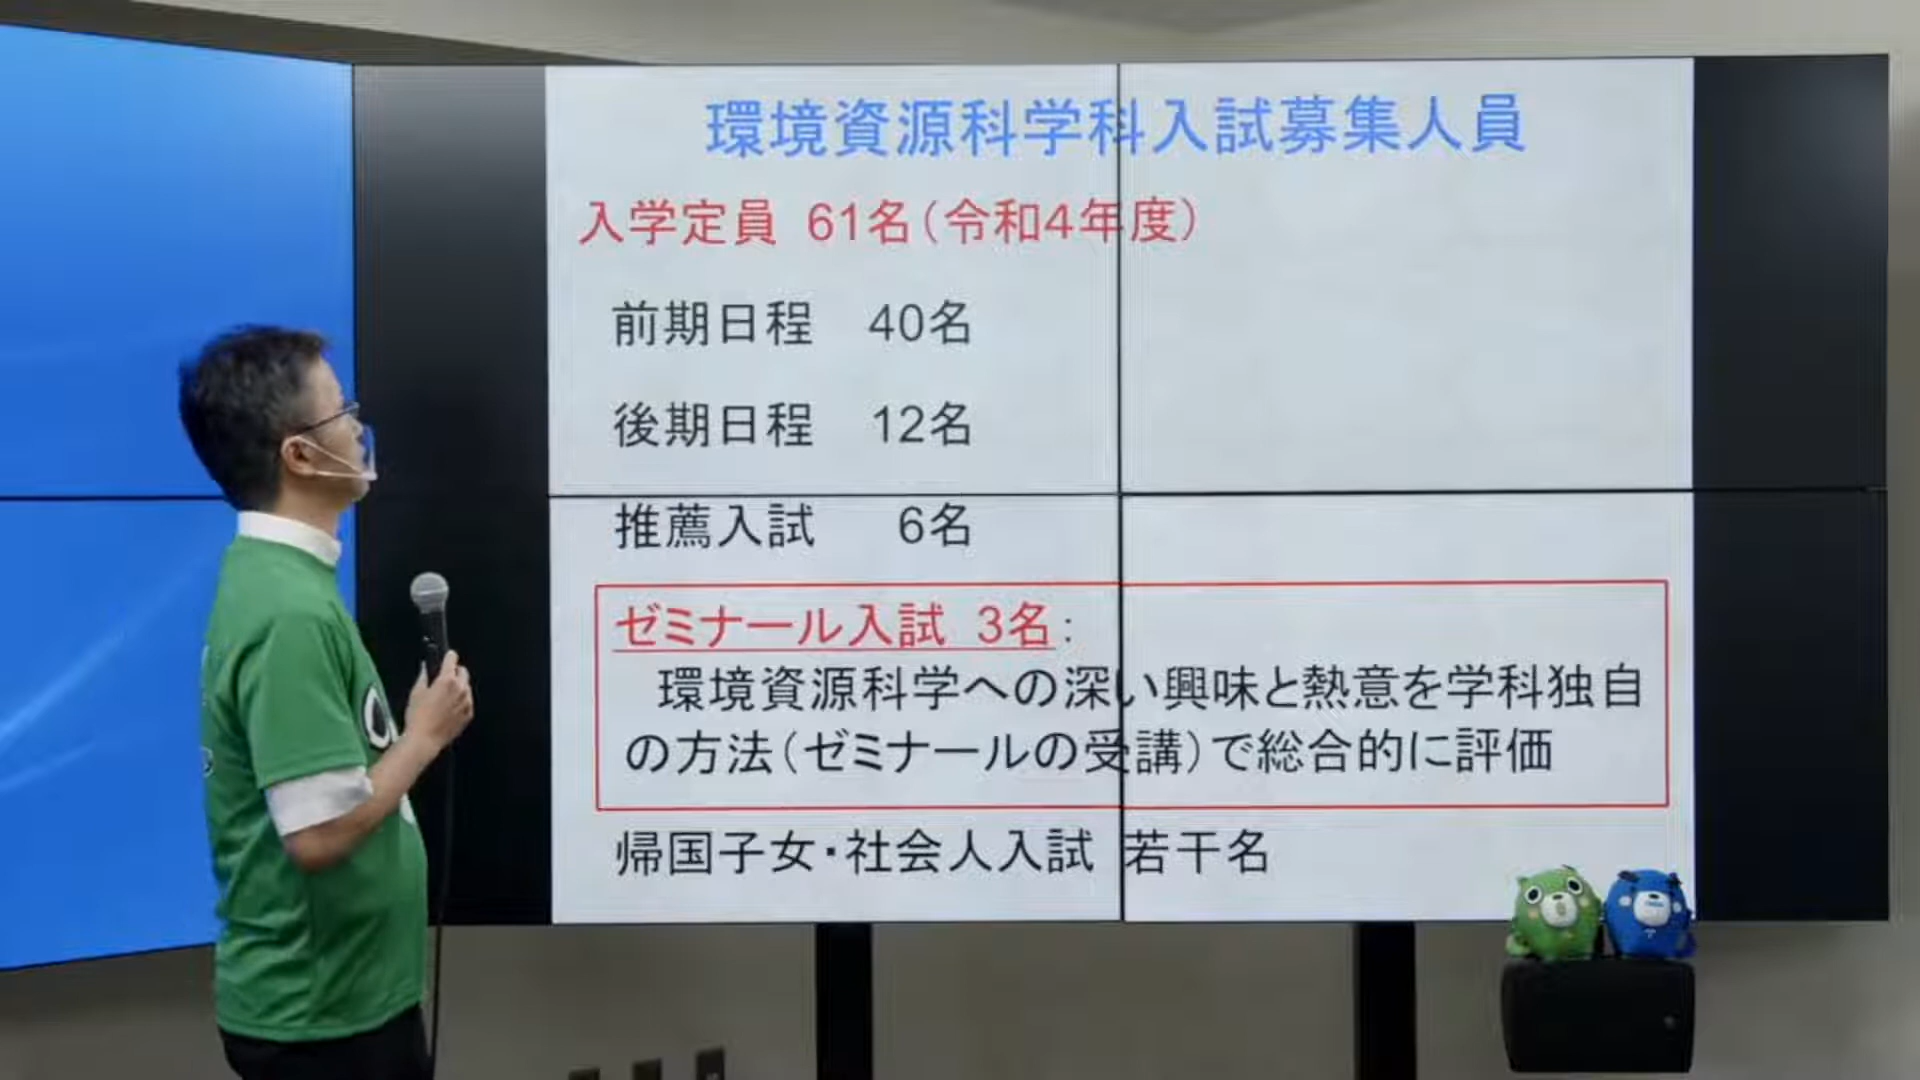 環境資源科学科入試募集人員
入学定員 61名(令和4年度)
前期日程 40名
後期日程 12名
推薦入試 6名
ゼミナール入試 3名:
環境資源科学への深い興味と熱意を学科独自
の方法(ゼミナールの受講)で総合的に評価
帰国子女・社会人入試 若干名